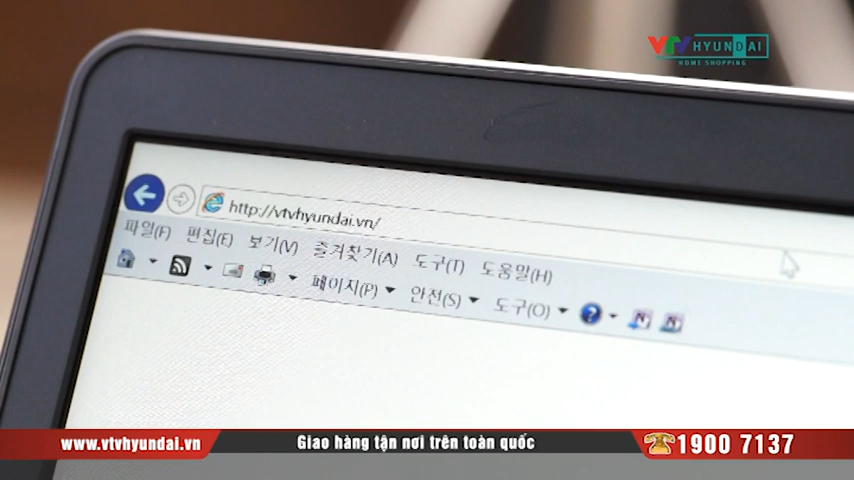 VTV HYUNDAI
HOME SHOPPING
http://vtvhyundai.vn/
파일(F) 편집(E) 보기(V) 즐겨찾기(A) 도구(T) 도움말(H)
페이지(P) 안전(S) 도구(O)
www.vtvhyundai.vn Giao hàng tận nơi trên toàn quốc 1900 7137